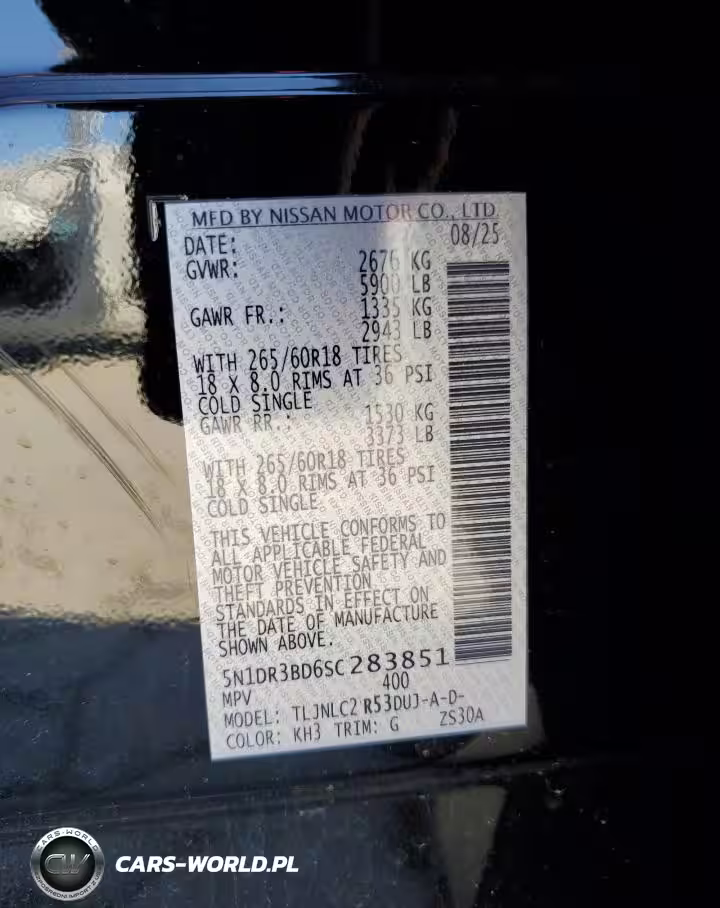 MFD BY NISSAN MOTOR CO., LTD.
DATE: 08/25
GVWR: 2676 KG
5900 LB
GAWR FR.: 1335 KG
2943 LB
WITH 265/60R18 TIRES
18 X 8.0 RIMS AT 36 PSI
COLD SINGLE
GAWR RR.: 1530 KG
3373 LB
WITH 265/60R18 TIRES
18 X 8.0 RIMS AT 36 PSI
COLD SINGLE
THIS VEHICLE CONFORMS TO
ALL APPLICABLE FEDERAL
MOTOR VEHICLE SAFETY AND
THEFT PREVENTION
STANDARDS IN EFFECT ON
THE DATE OF MANUFACTURE
SHOWN ABOVE.
5N1DR3BD6SC283851
MPV 400
MODEL: TLJNLC2 R53DUJ-A-D-
COLOR: KH3 TRIM: G ZS30A
CARS-WORLD
CW
CARS-WORLD.PL